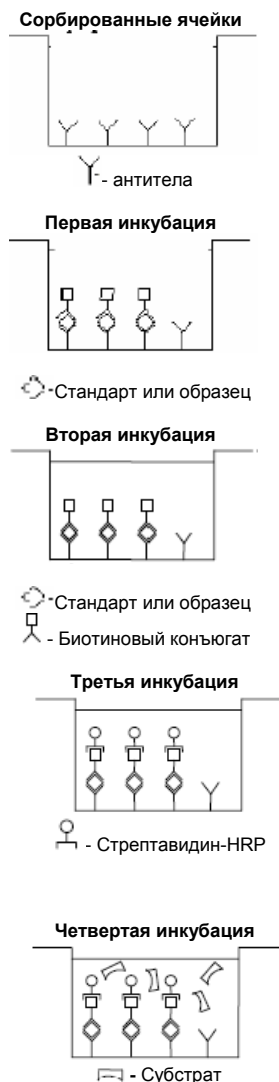 Сорбированные ячейки
- антитела
Первая инкубация
-Стандарт или образец
Вторая инкубация
-Стандарт или образец
- Биотиновый конъюгат
Третья инкубация
- Стрептавидин-HRP
Четвертая инкубация
- Субстрат